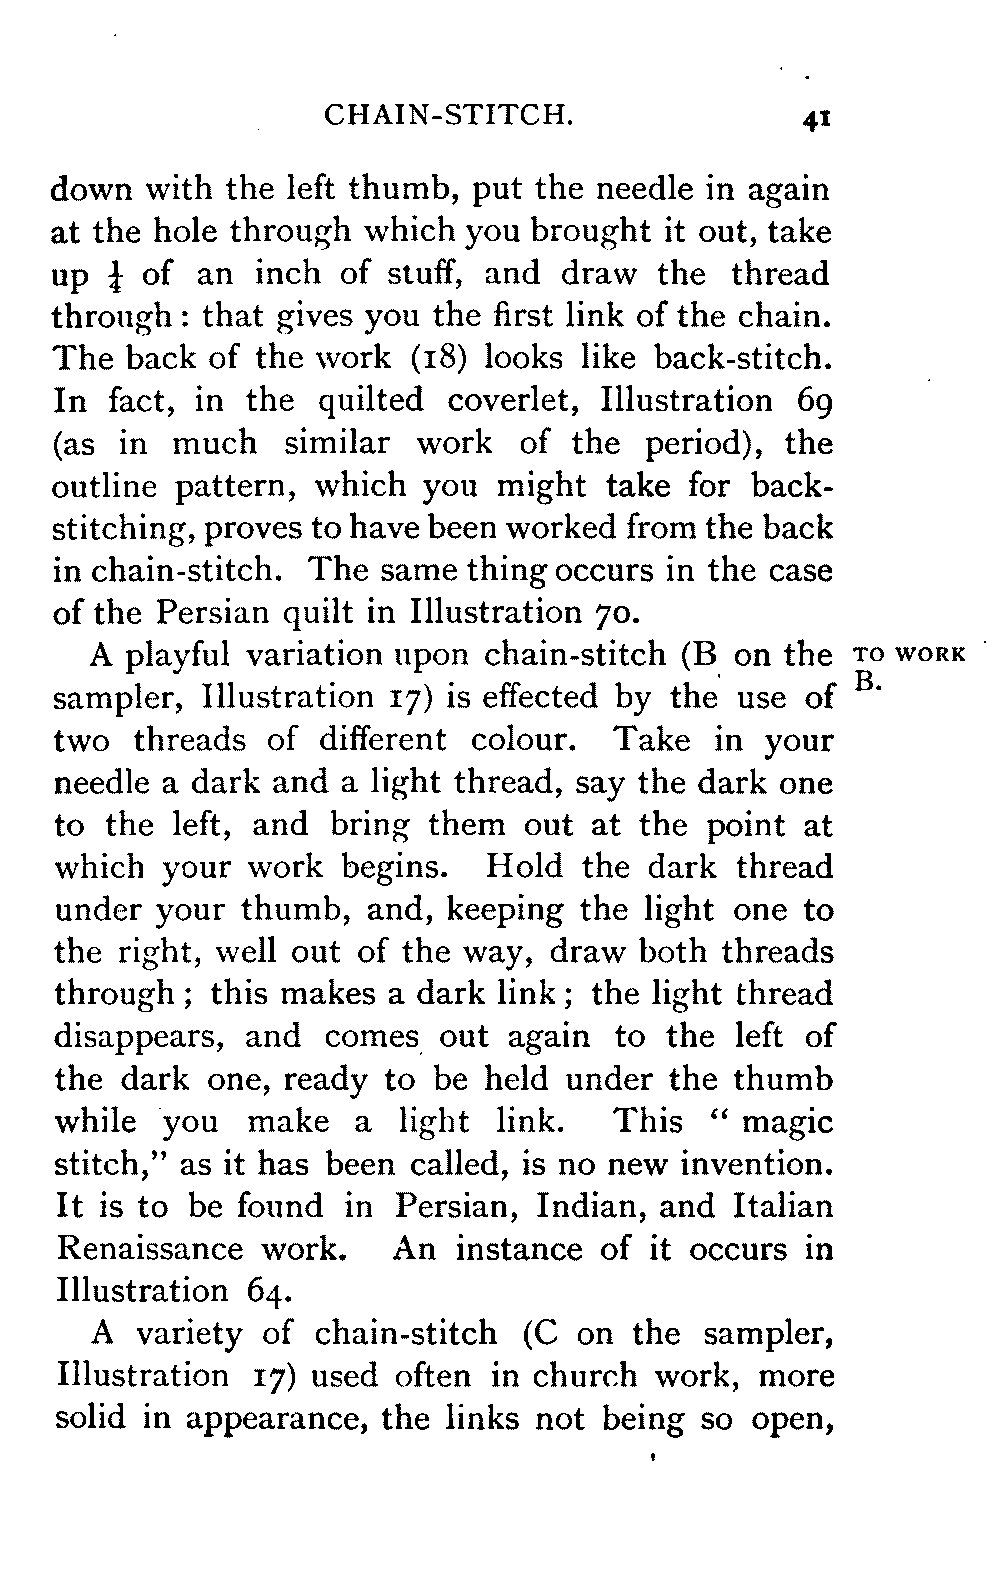 CHAIN-STITCH. 41
down with the left thumb, put the needle in again
at the hole through which you brought it out, take
up ¼ of an inch of stuff, and draw the thread
through: that gives you the first link of the chain.
The back of the work (18) looks like back-stitch.
In fact, in the quilted coverlet, Illustration 69
(as in much similar work of the period), the
outline pattern, which you might take for back-
stitching, proves to have been worked from the back
in chain-stitch. The same thing occurs in the case
of the Persian quilt in Illustration 70.
A playful variation upon chain-stitch (B on the
TO WORK
B.
sampler, Illustration 17) is effected by the use of
two threads of different colour. Take in your
needle a dark and a light thread, say the dark one
to the left, and bring them out at the point at
which your work begins. Hold the dark thread
under your thumb, and, keeping the light one to
the right, well out of the way, draw both threads
through; this makes a dark link; the light thread
disappears, and comes out again to the left of
the dark one, ready to be held under the thumb
while you make a light link. This “magic
stitch,” as it has been called, is no new invention.
It is to be found in Persian, Indian, and Italian
Renaissance work. An instance of it occurs in
Illustration 64.
A variety of chain-stitch (C on the sampler,
Illustration 17) used often in church work, more
solid in appearance, the links not being so open,